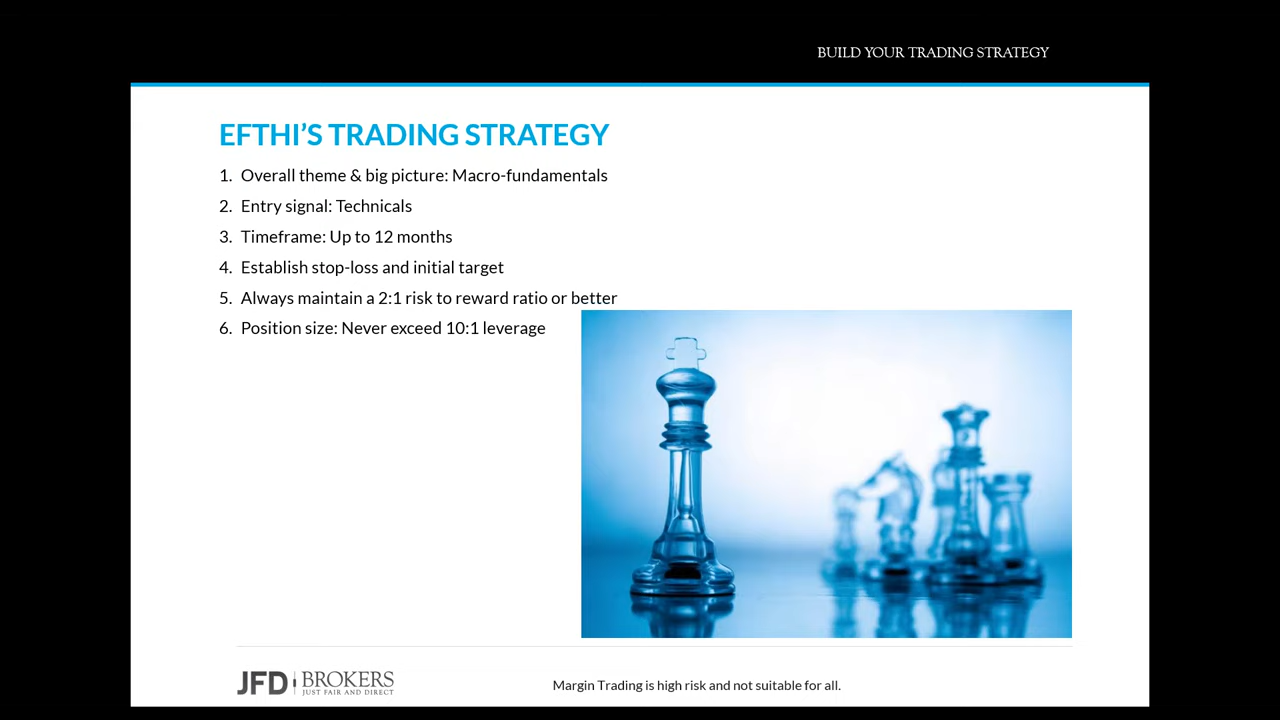 BUILD YOUR TRADING STRATEGY
EFTHI’S TRADING STRATEGY
1. Overall theme & big picture: Macro-fundamentals
2. Entry signal: Technicals
3. Timeframe: Up to 12 months
4. Establish stop-loss and initial target
5. Always maintain a 2:1 risk to reward ratio or better
6. Position size: Never exceed 10:1 leverage
JFD BROKERS
JUST FAIR AND DIRECT
Margin Trading is high risk and not suitable for all.